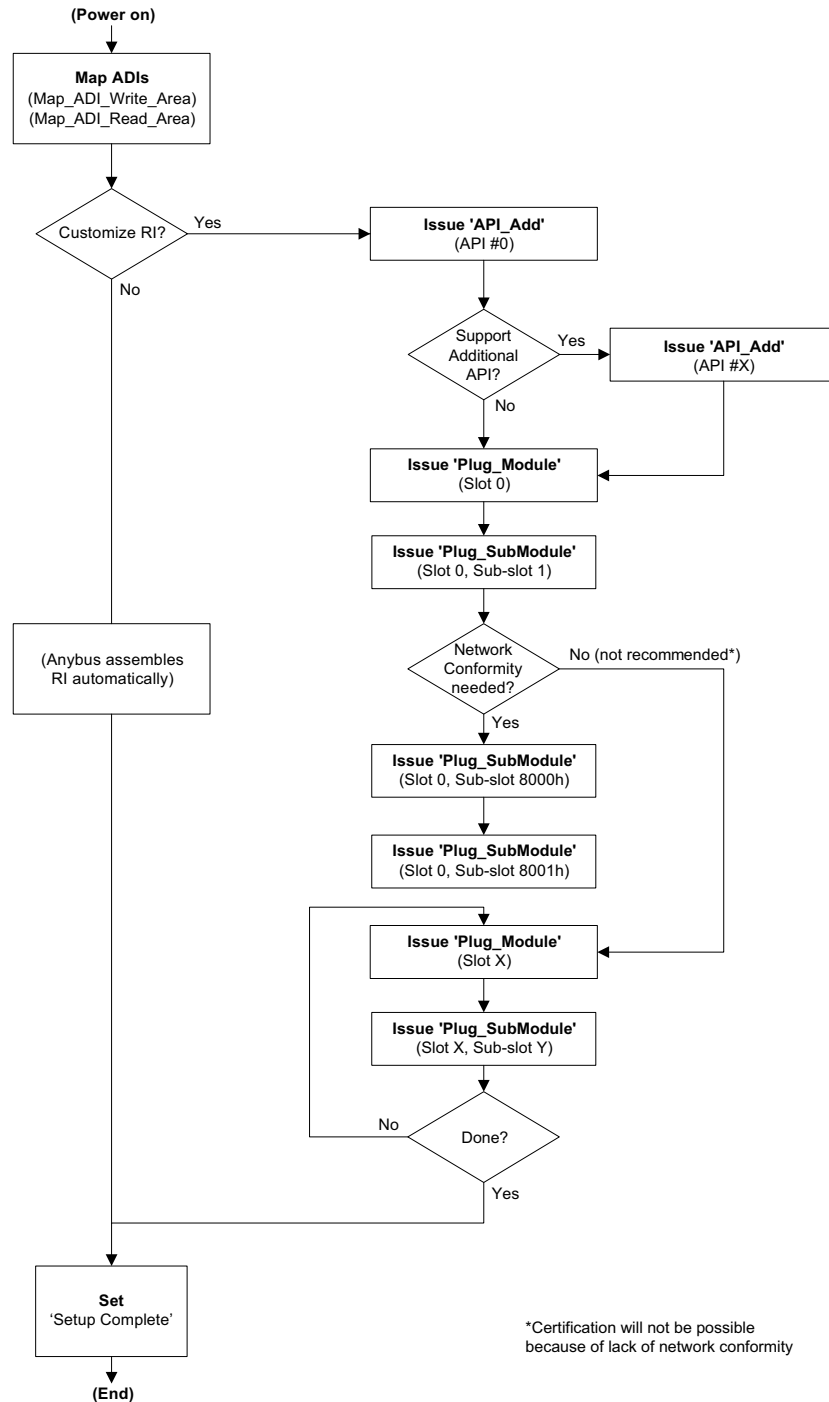 (Power on)
Map ADIs
(Map_ADI_Write_Area)
(Map_ADI_Read_Area)
Customize RI?
Yes
No
Issue 'API_Add'
(API #0)
Support
Additional
API?
Yes
No
Issue 'API_Add'
(API #X)
Issue 'Plug_Module'
(Slot 0)
Issue 'Plug_SubModule'
(Slot 0, Sub-slot 1)
(Anybus assembles
RI automatically)
Network
Conformity
needed?
No (not recommended*)
Yes
Issue 'Plug_SubModule'
(Slot 0, Sub-slot 8000h)
Issue 'Plug_SubModule'
(Slot 0, Sub-slot 8001h)
Issue 'Plug_Module'
(Slot X)
Issue 'Plug_SubModule'
(Slot X, Sub-slot Y)
No
Done?
Yes
Set
‘Setup Complete’
(End)
*Certification will not be possible
because of lack of network conformity